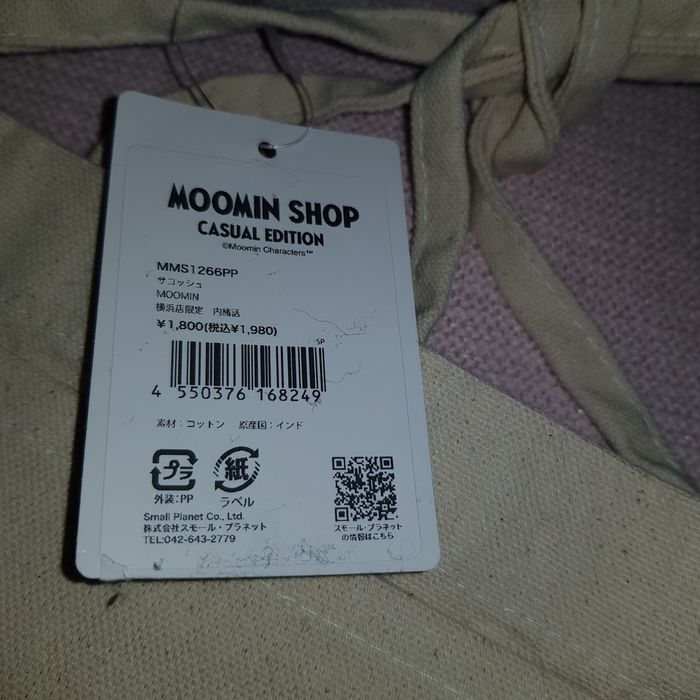 MOOMIN SHOP
CASUAL EDITION
©Moomin Characters™
MMS1266PP
サコッシュ
MOOMIN
横浜店限定 内緒話
¥1,800(税込¥1,980)
SP
4 550376 168249
素材：コットン 原産国：インド
プラ 紙
外装:PP ラベル
Small Planet Co., Ltd.
株式会社スモール・プラネット
TEL:042-643-2779
スモール・プラネット
の情報はこちら